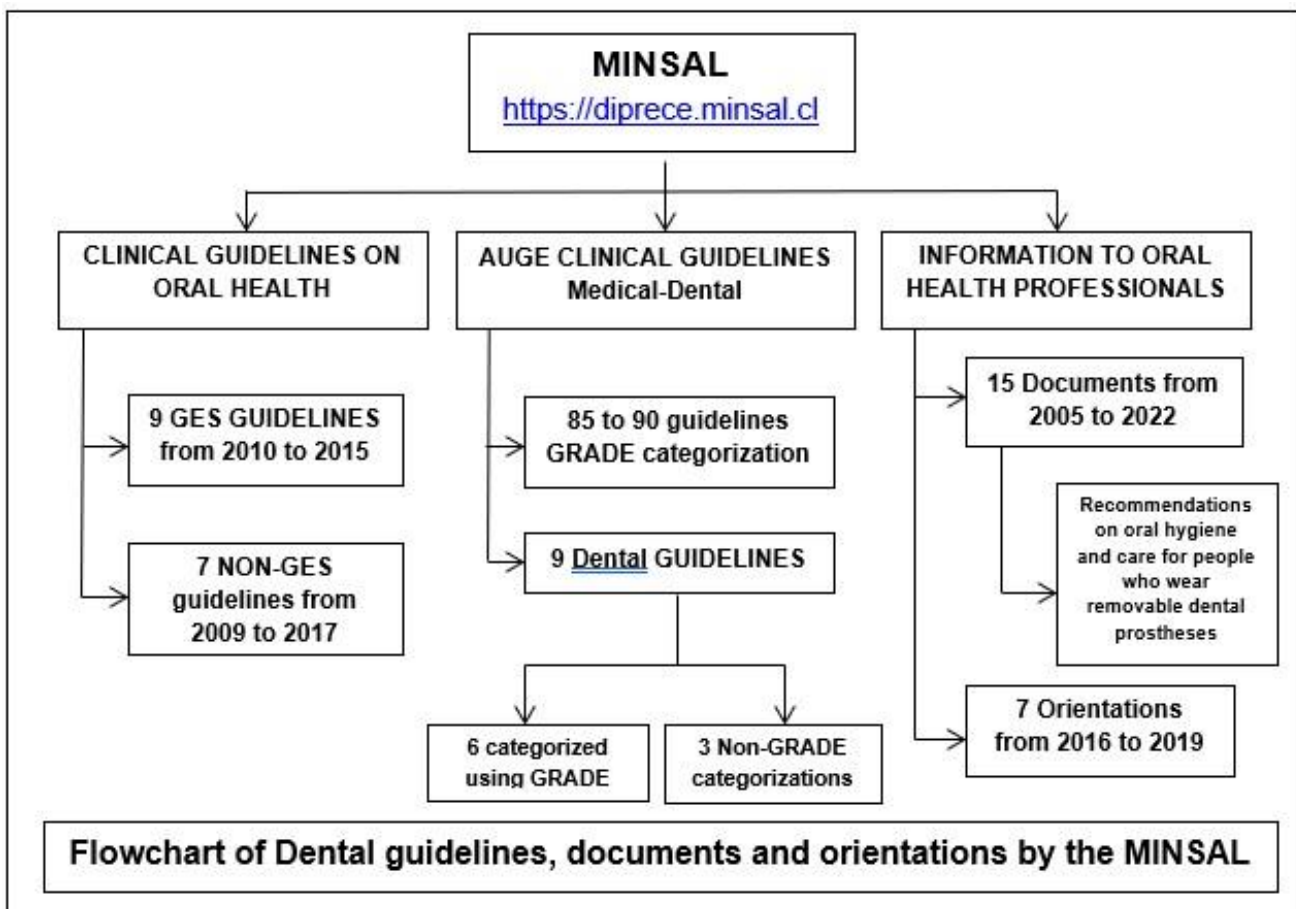 MINSAL
https://diprece.minsal.cl
CLINICAL GUIDELINES ON
ORAL HEALTH
9 GES GUIDELINES
from 2010 to 2015
7 NON-GES
guidelines from
2009 to 2017
AUGE CLINICAL GUIDELINES
Medical-Dental
85 to 90 guidelines
GRADE categorization
9 Dental GUIDELINES
6 categorized
using GRADE
3 Non-GRADE
categorizations
INFORMATION TO ORAL
HEALTH PROFESSIONALS
15 Documents from
2005 to 2022
Recommendations
on oral hygiene
and care for people
who wear
removable dental
prostheses
7 Orientations
from 2016 to 2019
Flowchart of Dental guidelines, documents and orientations by the MINSAL